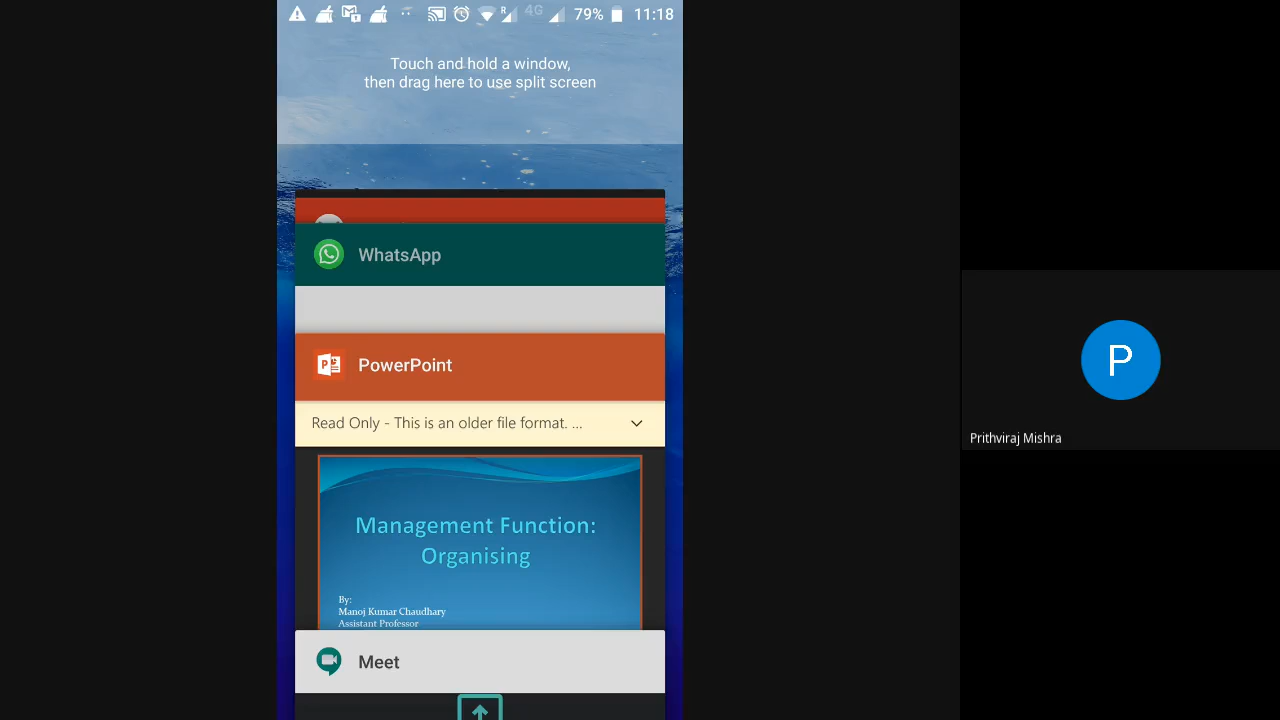 R 4G 79% 11:18
Touch and hold a window,
then drag here to use split screen
WhatsApp
PowerPoint
Read Only - This is an older file format. ...
Management Function:
Organising
By:
Manoj Kumar Chaudhary
Assistant Professor
Meet
P
Prithviraj Mishra